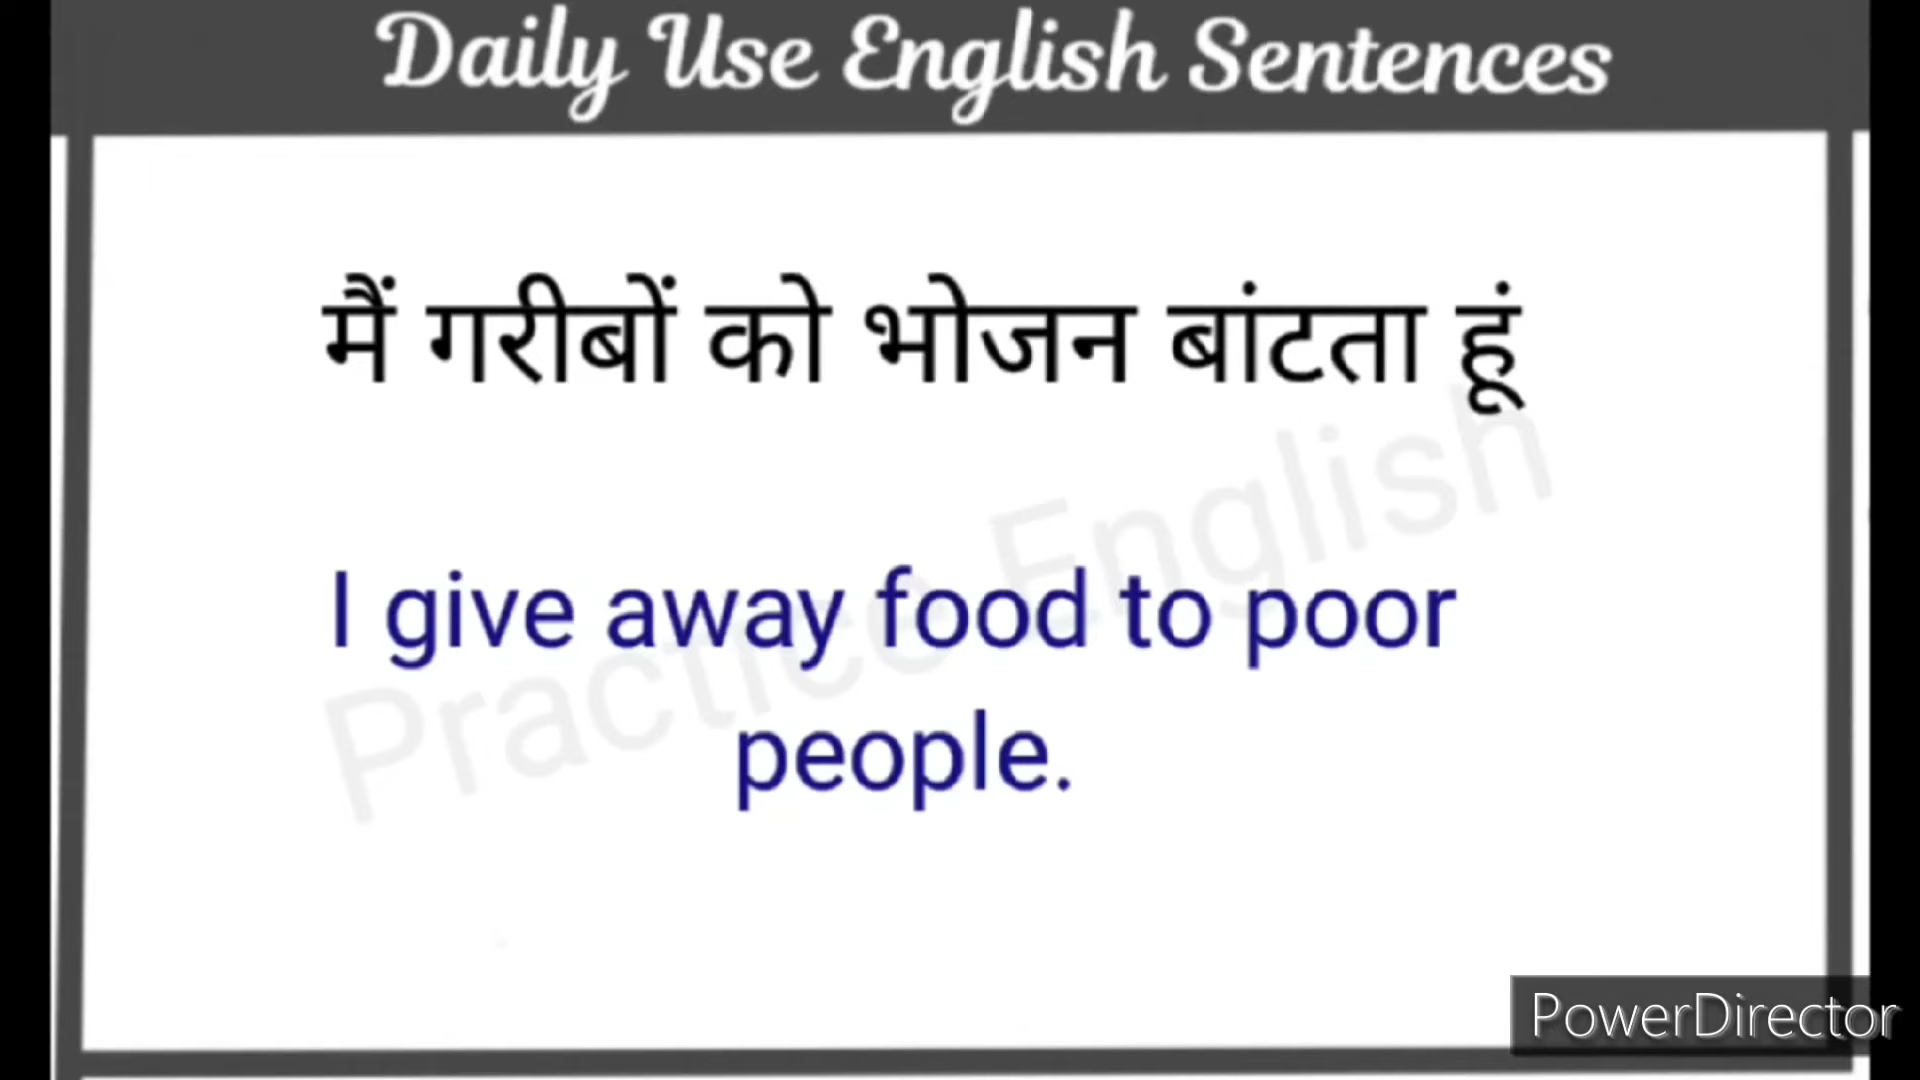 Daily Use English Sentences
मैं गरीबों को भोजन बांटता हूं
I give away food to poor
people.
Practice English
PowerDirector